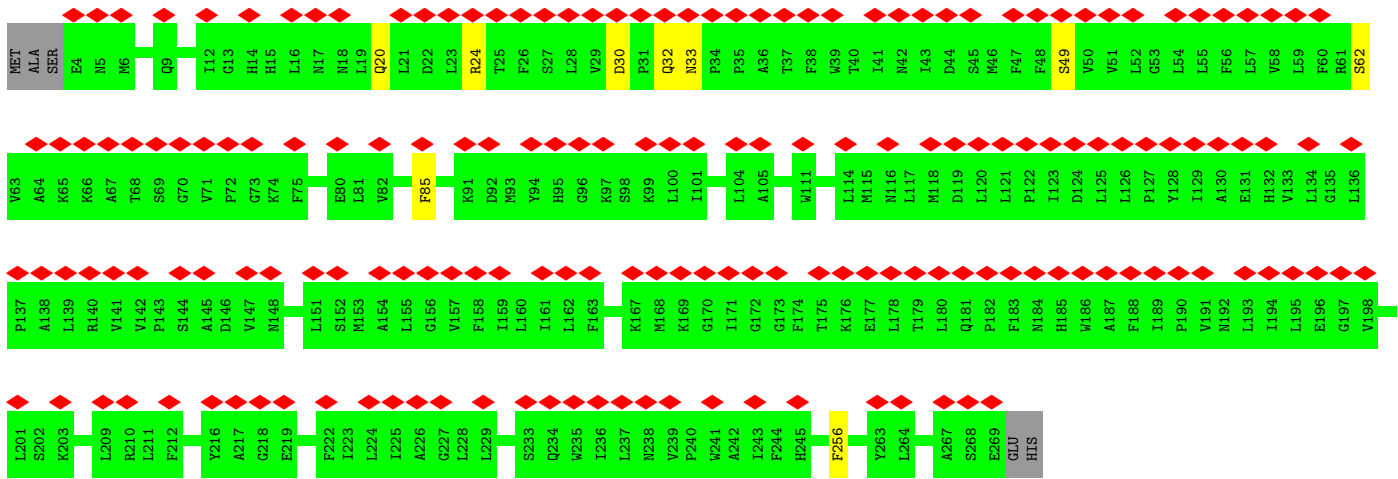 MET ALA SER E4 N5 M6 Q9 I12 G13 H14 H15 L16 N17 N18 L19 Q20 L21 D22 L23 R24 T25 F26 S27 L28 V29 D30 P31 Q32 N33 P34 P35 A36 T37 F38 W39 T40 I41 N42 I43 D44 S45 M46 F47 F48 S49 V50 V51 L52 G53 L54 L55 F56 L57 V58 L59 F60 R61 S62
V63 A64 K65 K66 A67 T68 S69 G70 V71 P72 G73 K74 F75 E80 L81 V82 F85 K91 D92 M93 Y94 H95 G96 K97 S98 K99 L100 I101 L104 A105 W111 L114 M115 N116 L117 M118 D119 L120 L121 P122 I123 D124 L125 L126 P127 Y128 I129 A130 E131 H132 V133 L134 G135 L136
P137 A138 L139 R140 V141 V142 P143 S144 A145 D146 V147 N148 L151 S152 M153 A154 L155 G156 V157 F158 I159 L160 I161 L162 F163 K167 M168 K169 G170 I171 G172 G173 F174 T175 K176 E177 L178 T179 L180 Q181 P182 F183 N184 H185 W186 A187 F188 I189 P190 V191 N192 L193 I194 L195 E196 G197 V198
L201 S202 K203 L209 R210 L211 F212 Y216 A217 G218 E219 F222 I223 L224 I225 A226 G227 L228 L229 S233 Q234 W235 I236 L237 N238 V239 P240 W241 A242 I243 F244 H245 F256 Y263 L264 A267 S268 E269 GLU HIS